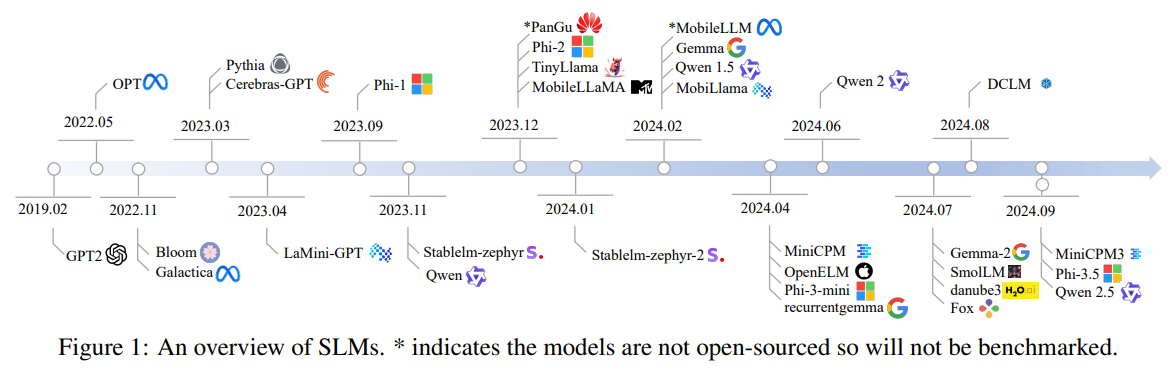 *PanGu
Phi-2
TinyLlama
MobileLLaMA MTV
*MobileLLM
Gemma
Qwen 1.5
MobiLlama
OPT
Pythia
Cerebras-GPT
Phi-1
Qwen 2
DCLM
2022.05
2023.03
2023.09
2023.12
2024.02
2024.06
2024.08
2019.02
2022.11
2023.04
2023.11
2024.01
2024.04
2024.07
2024.09
GPT2
Bloom
Galactica
LaMini-GPT
Stablelm-zephyr S.
Qwen
Stablelm-zephyr-2 S.
MiniCPM
OpenELM
Phi-3-mini
recurrentgemma
Gemma-2
SmolLM
danube3 H2O.ai
Fox
MiniCPM3
Phi-3.5
Qwen 2.5
Figure 1: An overview of SLMs. * indicates the models are not open-sourced so will not be benchmarked.